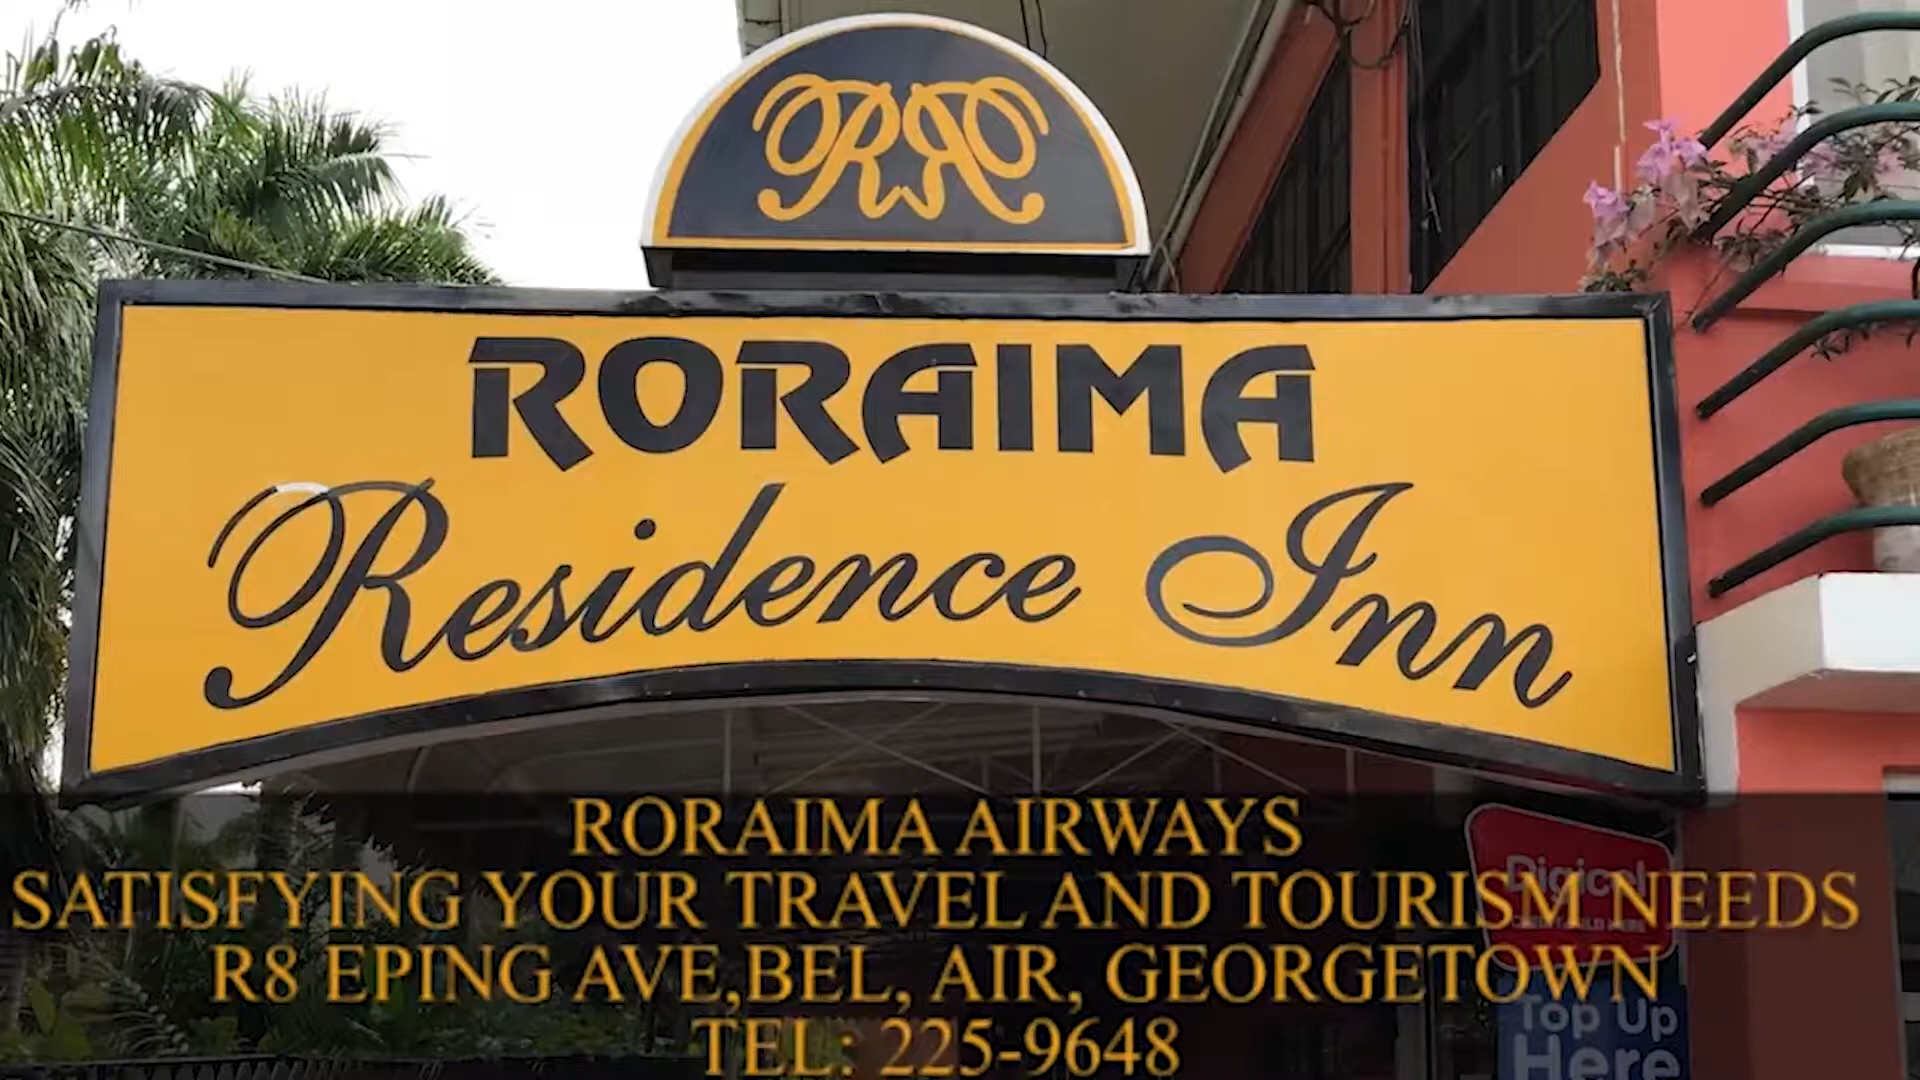 RORAIMA
Residence Inn
RORAIMA AIRWAYS
SATISFYING YOUR TRAVEL AND TOURISM NEEDS
R8 EPING AVE,BEL, AIR, GEORGETOWN
TEL: 225-9648
Digicel
Top Up
Here